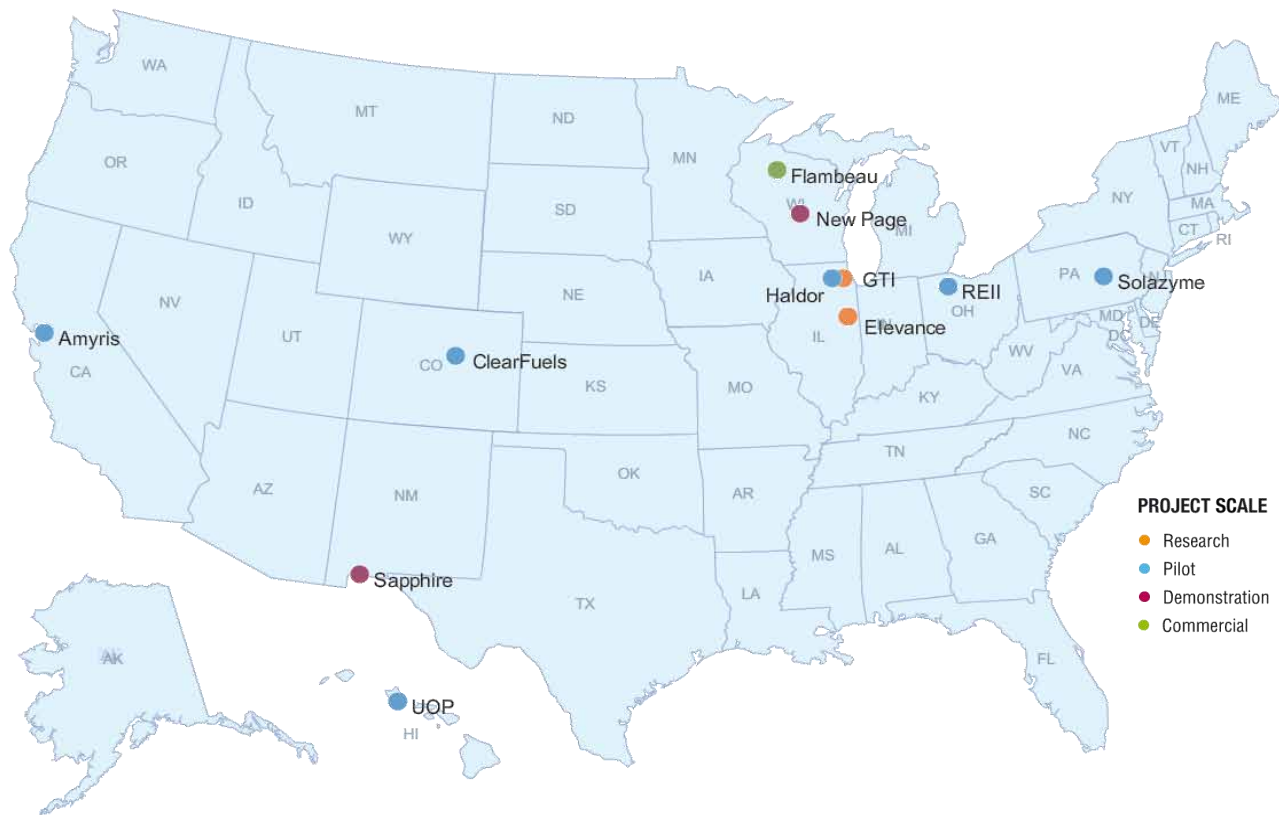 WA
MT
ND
MN
ME
VT
NH
OR
ID
SD
WY
Flambeau
WI
New Page
MI
NY
MA
CT
RI
NV
UT
NE
IA
Haldor
GTI
Elevance
IL
IN
REII
OH
PA
Solazyme
NJ
MD
DE
DC
Amyris
CA
CO
ClearFuels
KS
MO
WV
VA
KY
NC
TN
AZ
NM
OK
AR
SC
MS
AL
GA
Sapphire
TX
LA
FL
AK
UOP
HI
PROJECT SCALE
Research
Pilot
Demonstration
Commercial